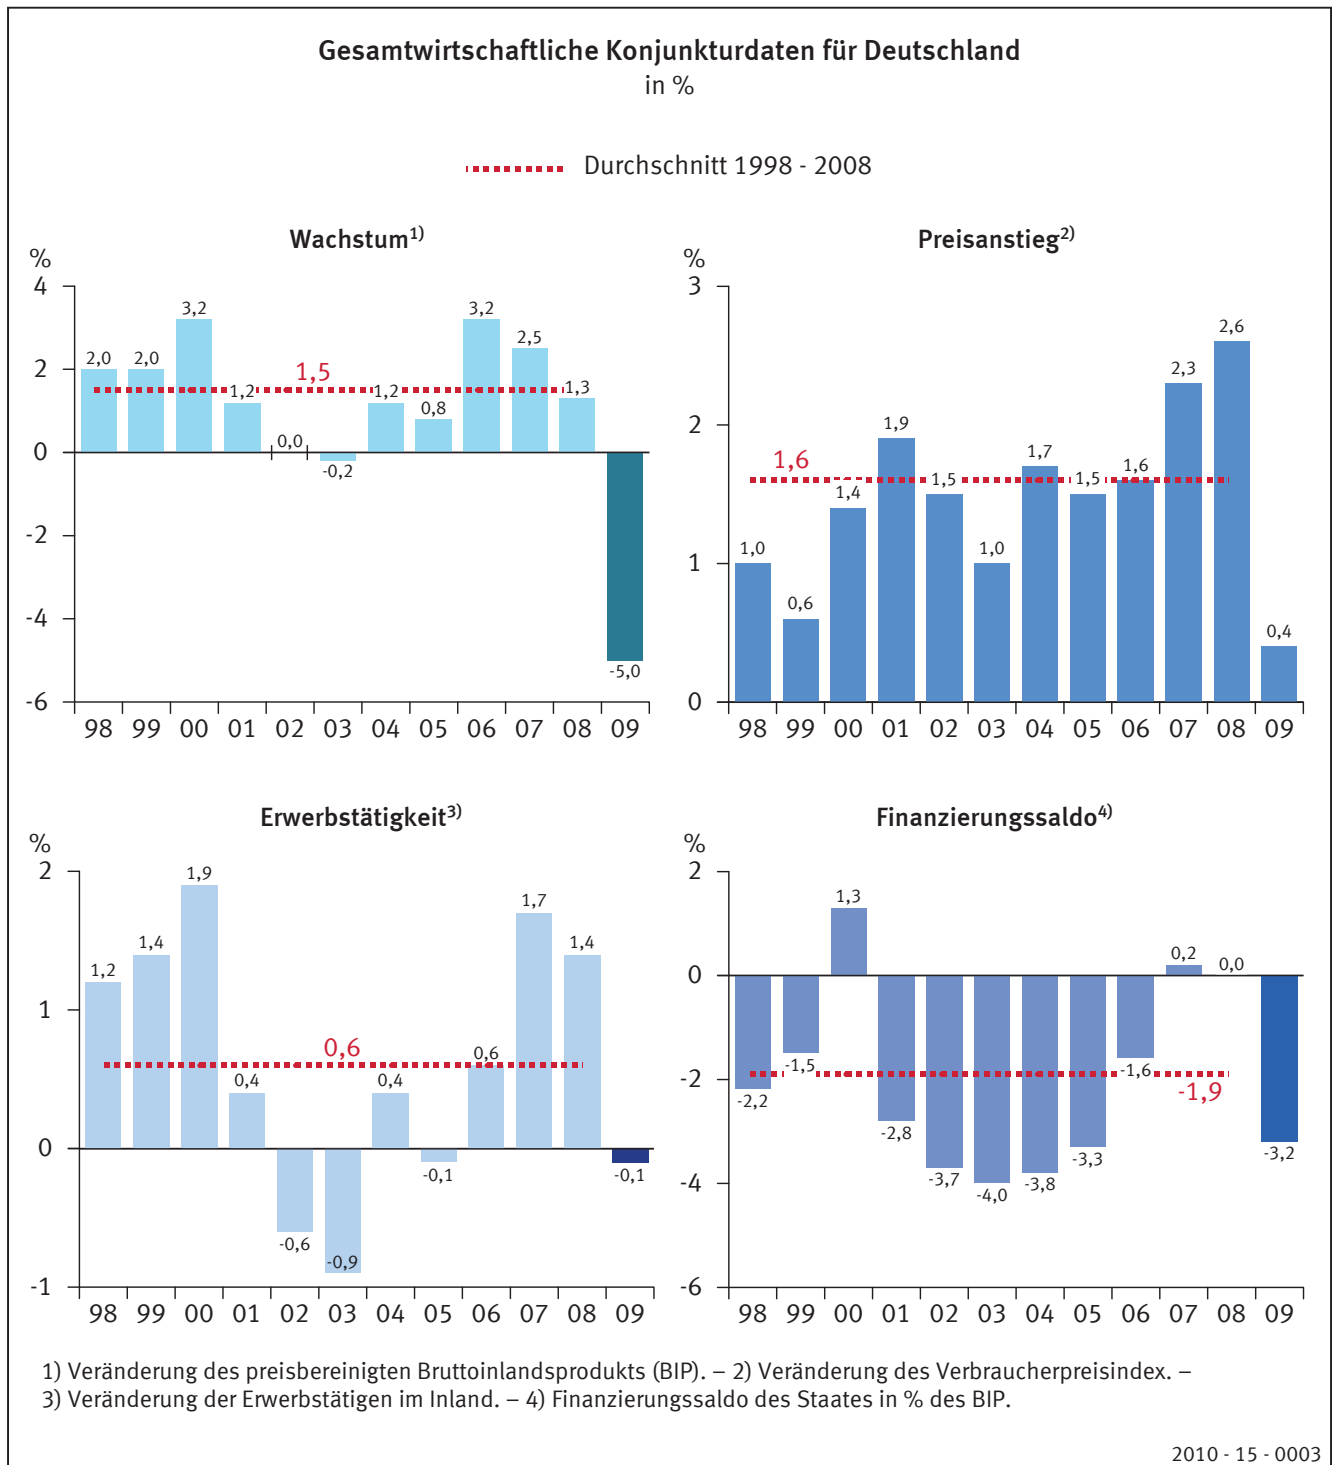 Gesamtwirtschaftliche Konjunkturdaten für Deutschland
in %
Durchschnitt 1998 - 2008
Wachstum1)
%
4
2
0
-2
-4
-6
2,0 2,0 3,2 1,2 0,0 -0,2 1,2 0,8 3,2 2,5 1,3 -5,0
1,5
98 99 00 01 02 03 04 05 06 07 08 09
Preisanstieg2)
%
3
2
1
0
1,0 0,6 1,4 1,9 1,5 1,0 1,7 1,5 1,6 2,3 2,6 0,4
1,6
98 99 00 01 02 03 04 05 06 07 08 09
Erwerbstätigkeit3)
%
2
1
0
-1
1,2 1,4 1,9 0,4 -0,6 -0,9 0,4 -0,1 0,6 1,7 1,4 -0,1
0,6
98 99 00 01 02 03 04 05 06 07 08 09
Finanzierungssaldo4)
%
2
0
-2
-4
-6
-2,2 -1,5 1,3 -2,8 -3,7 -4,0 -3,8 -3,3 -1,6 0,2 0,0 -3,2
-1,9
98 99 00 01 02 03 04 05 06 07 08 09
1) Veränderung des preisbereinigten Bruttoinlandsprodukts (BIP). – 2) Veränderung des Verbraucherpreisindex. –
3) Veränderung der Erwerbstätigen im Inland. – 4) Finanzierungssaldo des Staates in % des BIP.
2010 - 15 - 0003